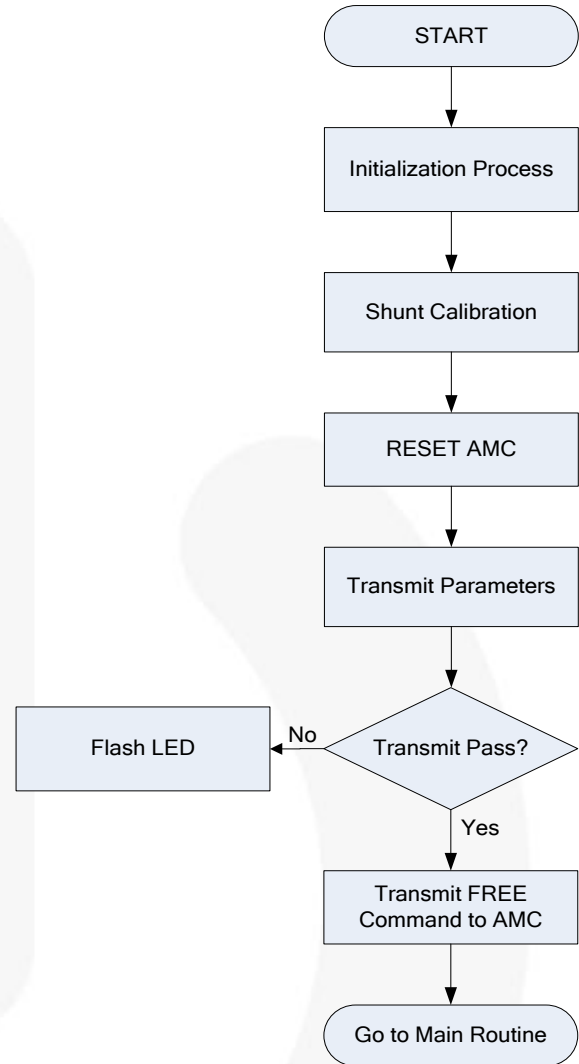 START
Initialization Process
Shunt Calibration
RESET AMC
Transmit Parameters
Transmit Pass?
No
Flash LED
Yes
Transmit FREE
Command to AMC
Go to Main Routine